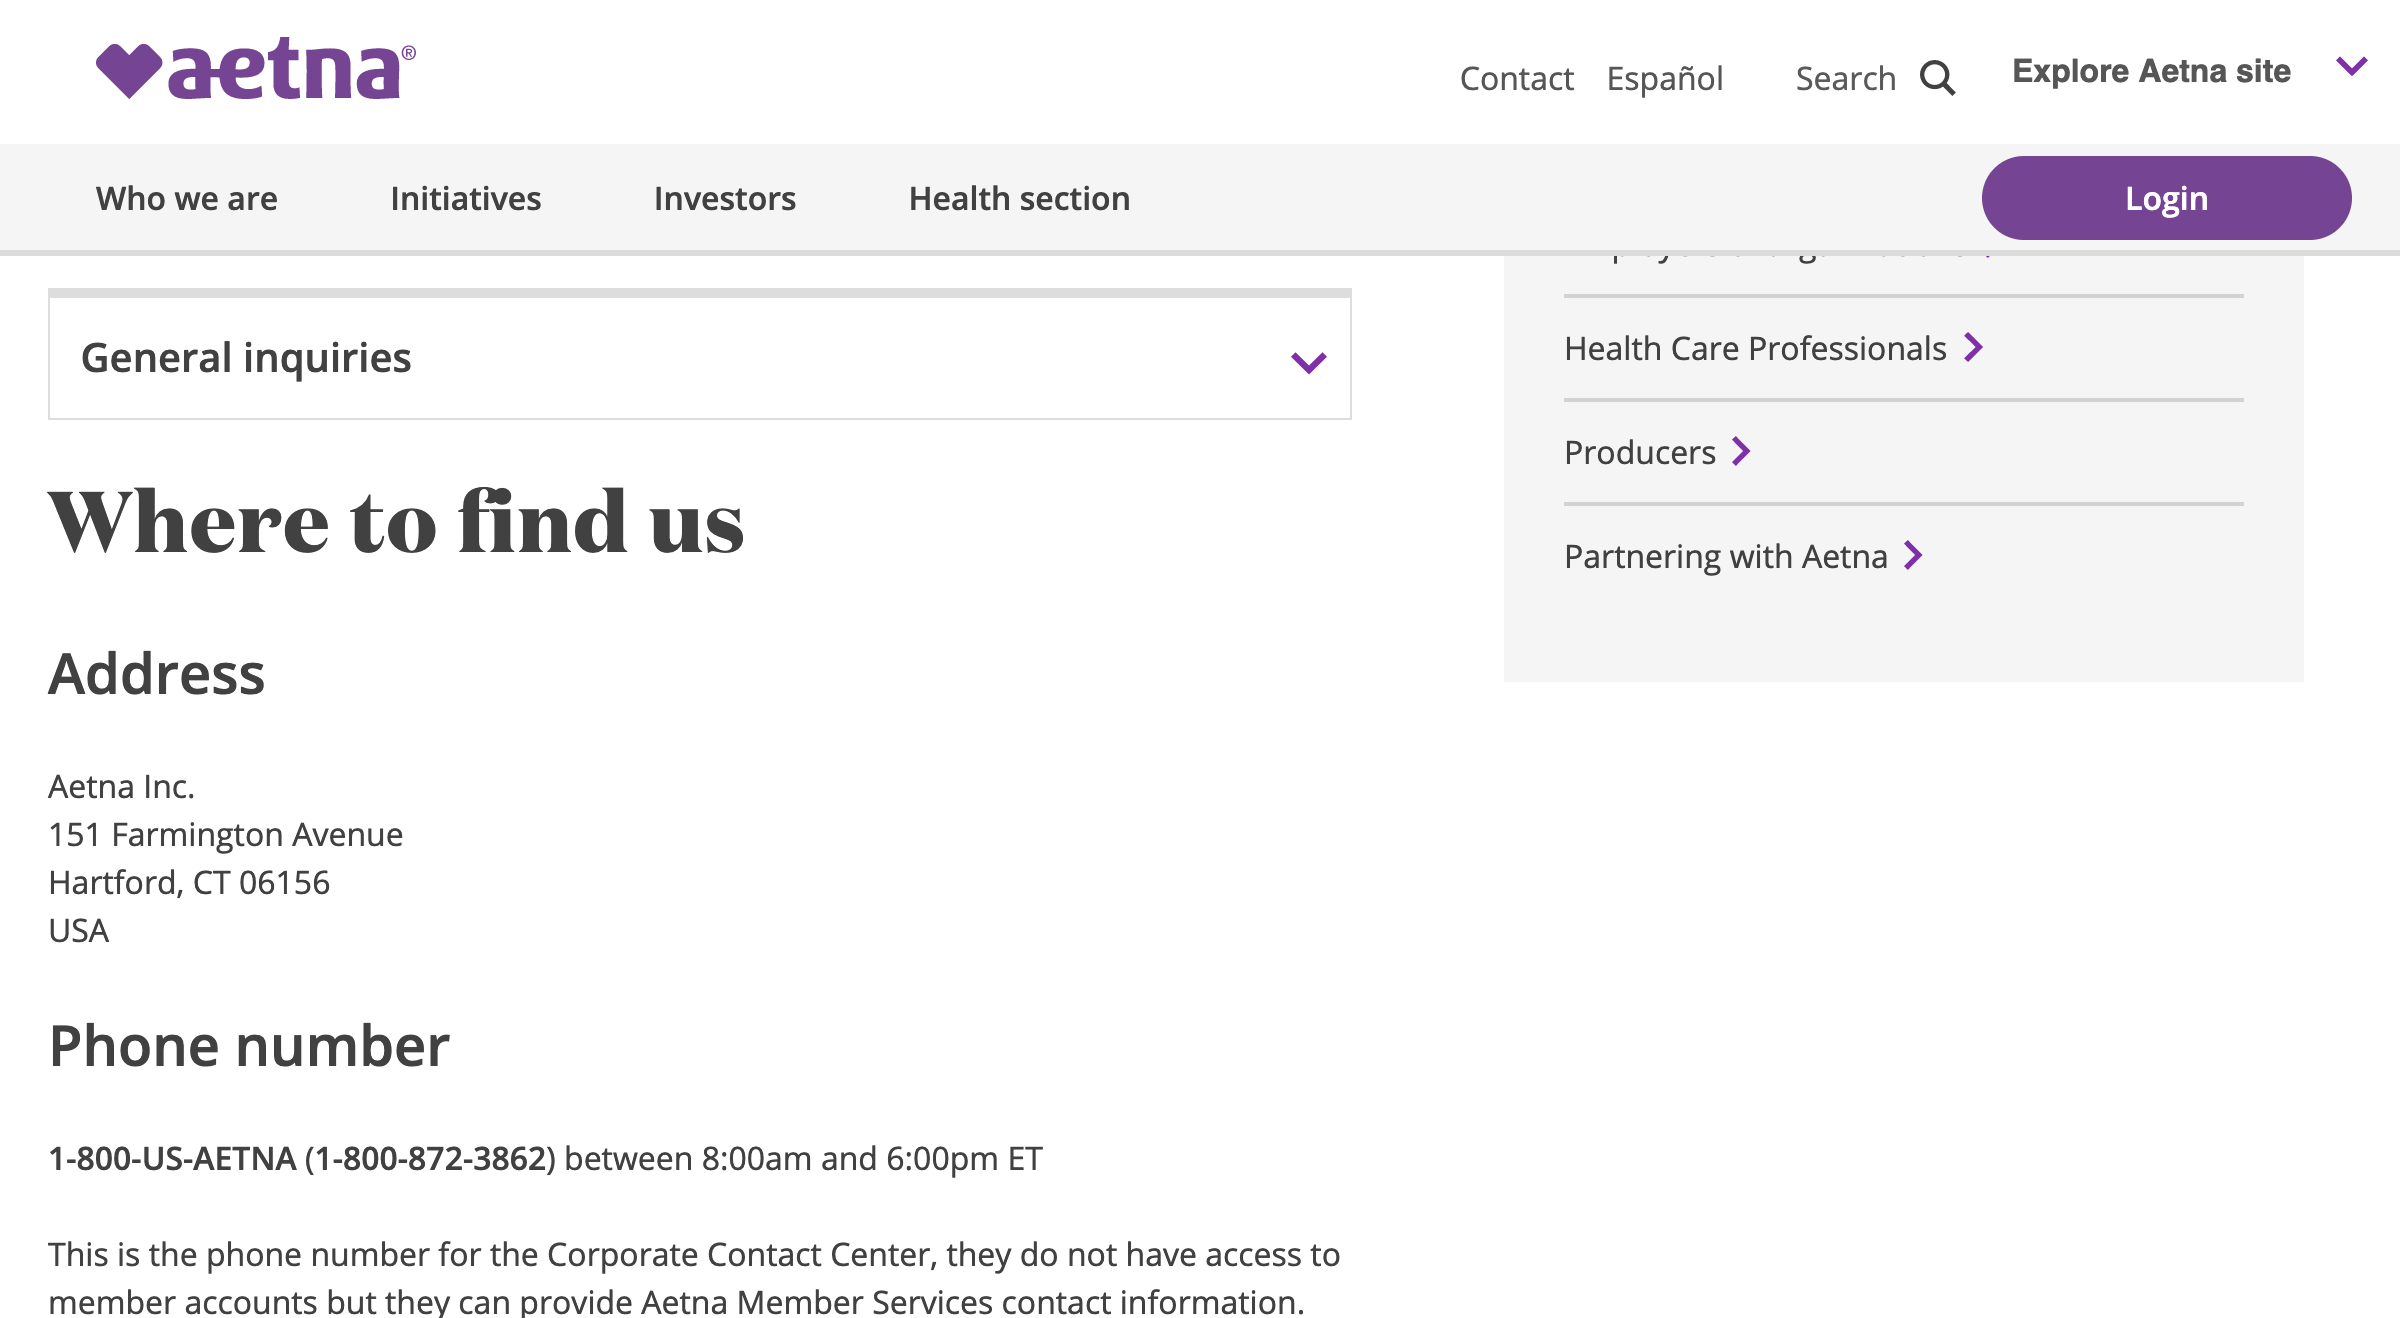 aetna®
Contact Español Search Explore Aetna site
Who we are Initiatives Investors Health section Login
General inquiries
Health Care Professionals
Producers
Partnering with Aetna
Where to find us
Address
Aetna Inc.
151 Farmington Avenue
Hartford, CT 06156
USA
Phone number
1-800-US-AETNA (1-800-872-3862) between 8:00am and 6:00pm ET
This is the phone number for the Corporate Contact Center, they do not have access to
member accounts but they can provide Aetna Member Services contact information.